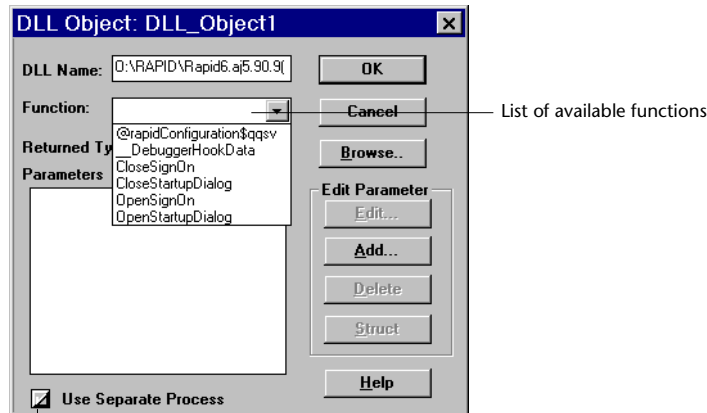 DLL Object: DLL_Object1
DLL Name: O:\RAPID\Rapid6.aj5.90.9( OK
Function: Cancel List of available functions
@rapidConfiguration$qqsv
Returned Ty __DebuggerHookData Browse..
CloseSignOn
Parameters CloseStartupDialog
OpenSignOn
OpenStartupDialog
Edit Parameter
Edit...
Add...
Delete
Struct
Help
Use Separate Process